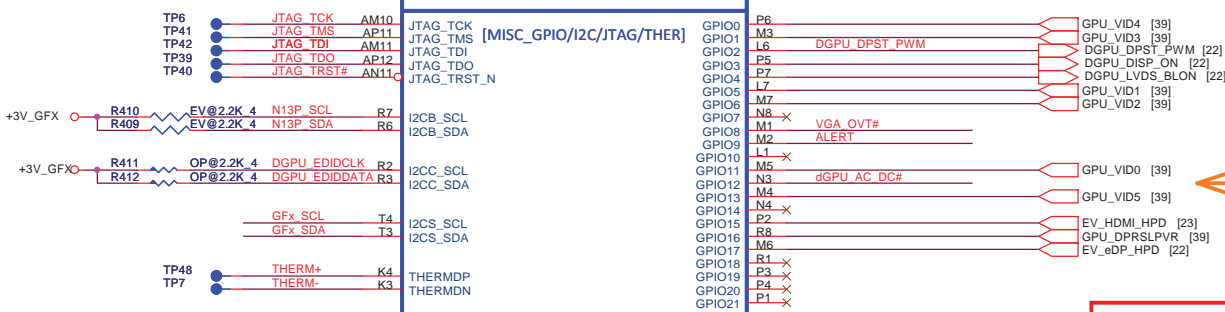 TP6 JTAG_TCK AM10 JTAG_TCK
TP41 JTAG_TMS AP11 JTAG_TMS
TP42 JTAG_TDI AM11 JTAG_TDI
TP39 JTAG_TDO AP12 JTAG_TDO
TP40 JTAG_TRST# AN11 JTAG_TRST_N
[MISC_GPIO/I2C/JTAG/THER]
+3V_GFX
R410 EV@2.2K_4 N13P_SCL R7 I2CB_SCL
R409 EV@2.2K_4 N13P_SDA R6 I2CB_SDA
+3V_GFX
R411 OP@2.2K_4 DGPU_EDIDCLK R2 I2CC_SCL
R412 OP@2.2K_4 DGPU_EDIDDATA R3 I2CC_SDA
GFx_SCL T4 I2CS_SCL
GFx_SDA T3 I2CS_SDA
TP48 THERM+ K4 THERMDP
TP7 THERM- K3 THERMDN
GPIO0 P6 GPU_VID4 [39]
GPIO1 M3 GPU_VID3 [39]
GPIO2 L6 DGPU_DPST_PWM DGPU_DPST_PWM [22]
GPIO3 P5 DGPU_DISP_ON [22]
GPIO4 P7 DGPU_LVDS_BLON [22]
GPIO5 L7 GPU_VID1 [39]
GPIO6 M7 GPU_VID2 [39]
GPIO7 N8
GPIO8 M1 VGA_OVT#
GPIO9 M2 ALERT
GPIO10 L1
GPIO11 M5 GPU_VID0 [39]
GPIO12 N3 dGPU_AC_DC#
GPIO13 M4 GPU_VID5 [39]
GPIO14 N4
GPIO15 P2 EV_HDMI_HPD [23]
GPIO16 R8 GPU_DPRSLPVR [39]
GPIO17 M6 EV_eDP_HPD [22]
GPIO18 R1
GPIO19 P3
GPIO20 P4
GPIO21 P1